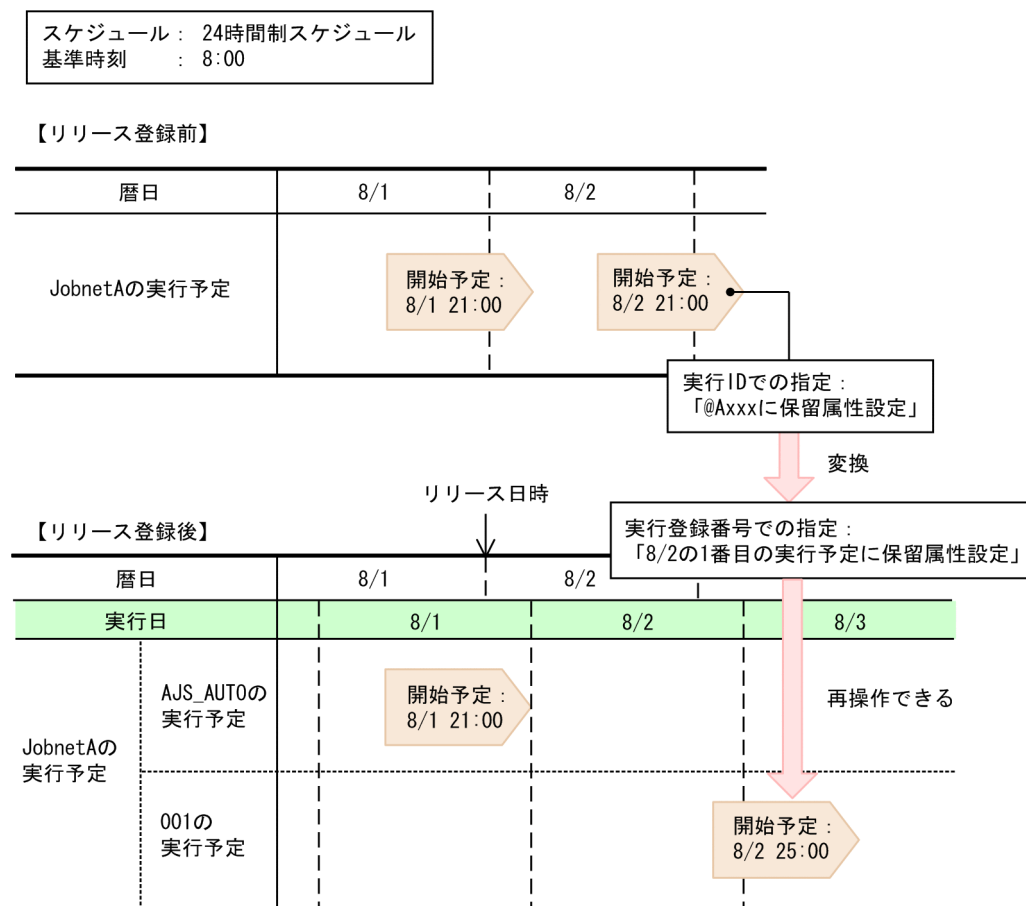 スケジュール： 24時間制スケジュール
基準時刻　　： 8:00
【リリース登録前】
暦日 8/1 8/2
JobnetAの実行予定
開始予定：
8/1 21:00
開始予定：
8/2 21:00
実行IDでの指定：
「@Axxxに保留属性設定」
変換
リリース日時
【リリース登録後】
実行登録番号での指定：
「8/2の1番目の実行予定に保留属性設定」
暦日 8/1 8/2
実行日 8/1 8/2 8/3
JobnetAの
実行予定
AJS_AUTOの
実行予定
開始予定：
8/1 21:00
再操作できる
001の
実行予定
開始予定：
8/2 25:00